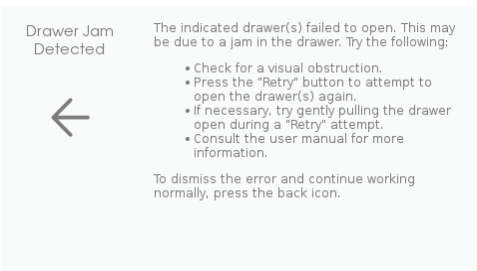 Drawer Jam
Detected
The indicated drawer(s) failed to open. This may
be due to a jam in the drawer. Try the following:
• Check for a visual obstruction.
• Press the "Retry" button to attempt to
open the drawer(s) again.
• If necessary, try gently pulling the drawer
open during a "Retry" attempt.
• Consult the user manual for more
information.
To dismiss the error and continue working
normally, press the back icon.